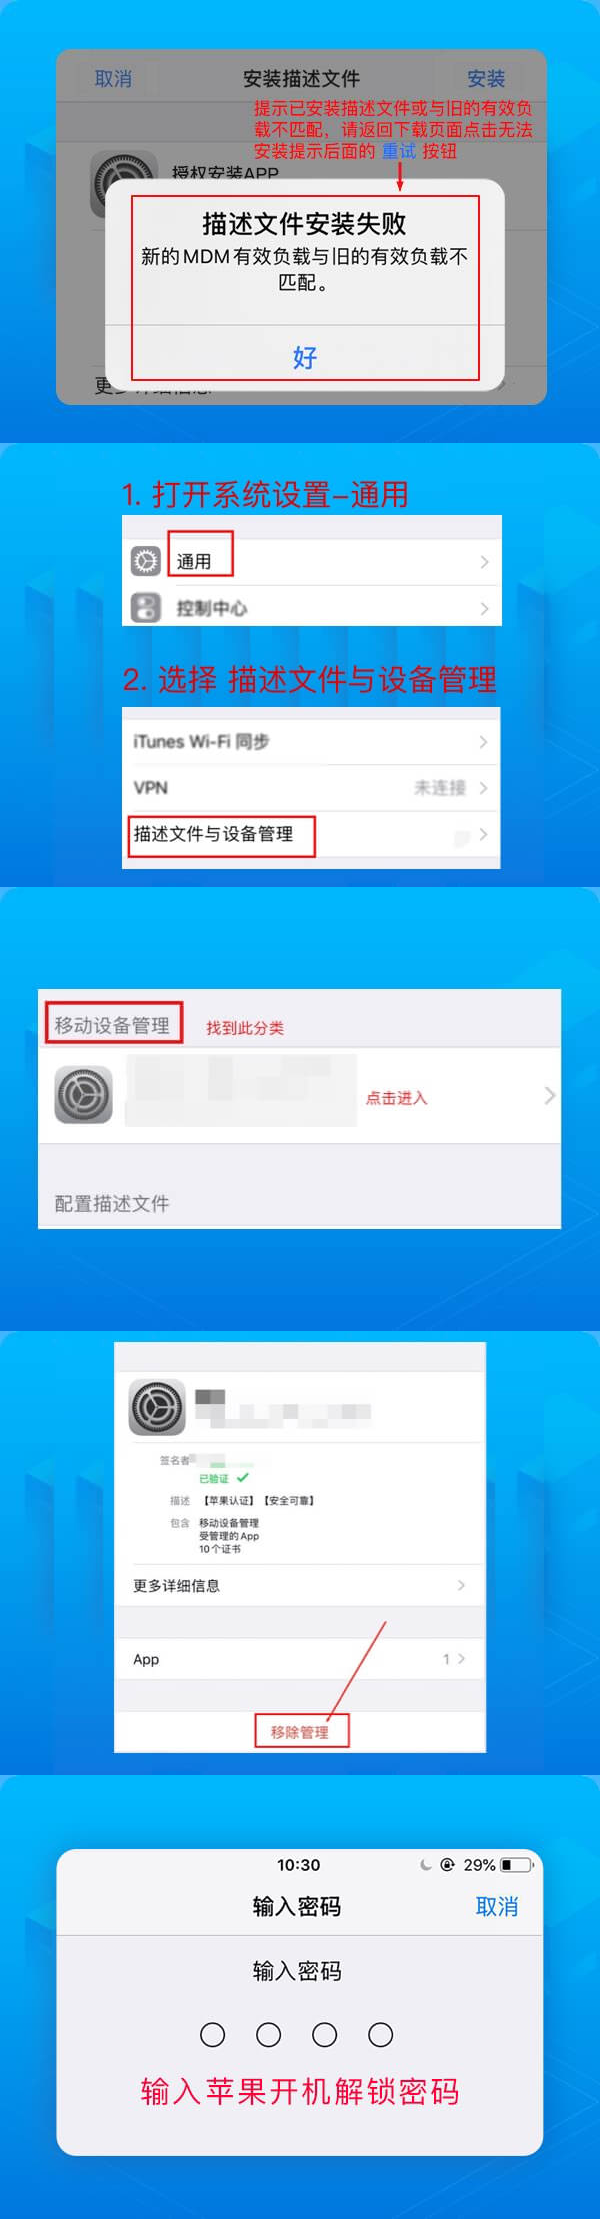 取消
安装描述文件
安装
提示已安装描述文件或与旧的有效负
载不匹配，请返回下载页面点击无法
安装提示后面的 重试 按钮
授权安装APP
描述文件安装失败
新的MDM有效负载与旧的有效负载不
匹配。
好
更多详细信息
1. 打开系统设置-通用
通用
控制中心
2. 选择 描述文件与设备管理
iTunes Wi-Fi 同步
VPN
未连接
描述文件与设备管理
移动设备管理
找到此分类
点击进入
配置描述文件
签名者
已验证
描述 【苹果认证】【安全可靠】
包含 移动设备管理
受管理的App
10个证书
更多详细信息
App 1
移除管理
10:30
29%
输入密码
取消
输入密码
输入苹果开机解锁密码